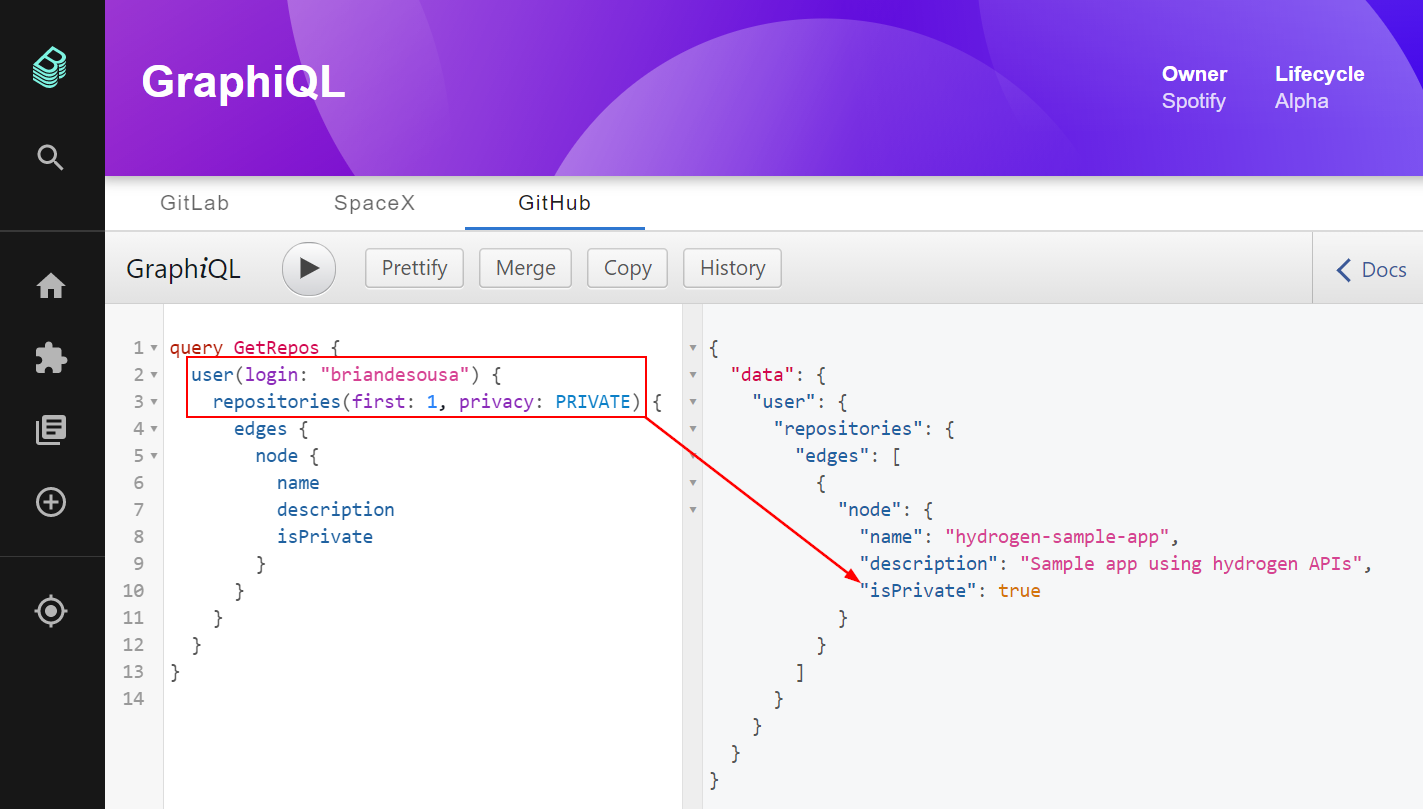 GraphiQL
Owner
Spotify
Lifecycle
Alpha
GitLab
SpaceX
GitHub
GraphiQL
Prettify
Merge
Copy
History
Docs
1 query GetRepos {
2 user(login: "briandesousa") {
3 repositories(first: 1, privacy: PRIVATE) {
4 edges {
5 node {
6 name
7 description
8 isPrivate
9 }
10 }
11 }
12 }
13 }
14
{
"data": {
"user": {
"repositories": {
"edges": [
{
"node": {
"name": "hydrogen-sample-app",
"description": "Sample app using hydrogen APIs",
"isPrivate": true
}
}
]
}
}
}
}